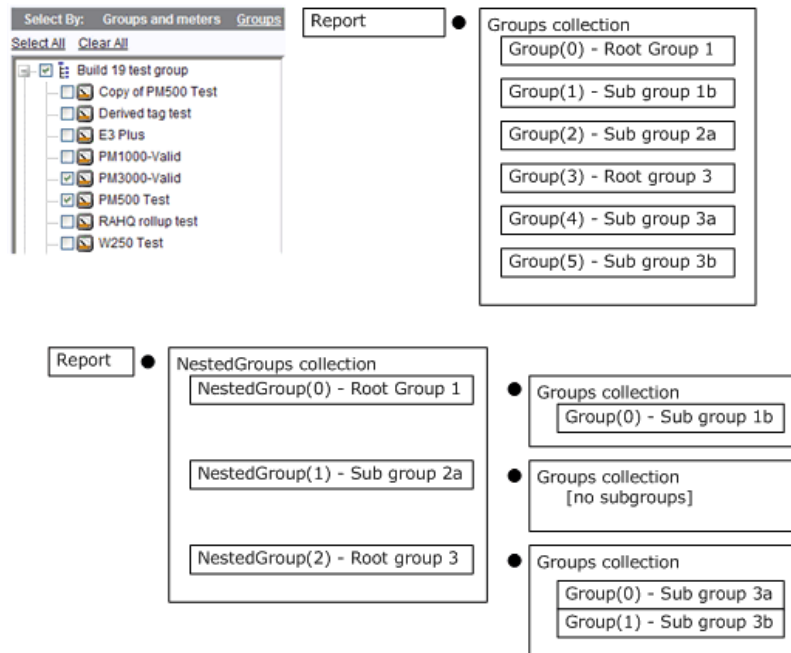 Select By: Groups and meters Groups
Select All Clear All
Build 19 test group
Copy of PM500 Test
Derived tag test
E3 Plus
PM1000-Valid
PM3000-Valid
PM500 Test
RAHQ rollup test
W250 Test
Report
Groups collection
Group(0) - Root Group 1
Group(1) - Sub group 1b
Group(2) - Sub group 2a
Group(3) - Root group 3
Group(4) - Sub group 3a
Group(5) - Sub group 3b
Report
NestedGroups collection
NestedGroup(0) - Root Group 1
NestedGroup(1) - Sub group 2a
NestedGroup(2) - Root group 3
Groups collection
Group(0) - Sub group 1b
Groups collection
[no subgroups]
Groups collection
Group(0) - Sub group 3a
Group(1) - Sub group 3b